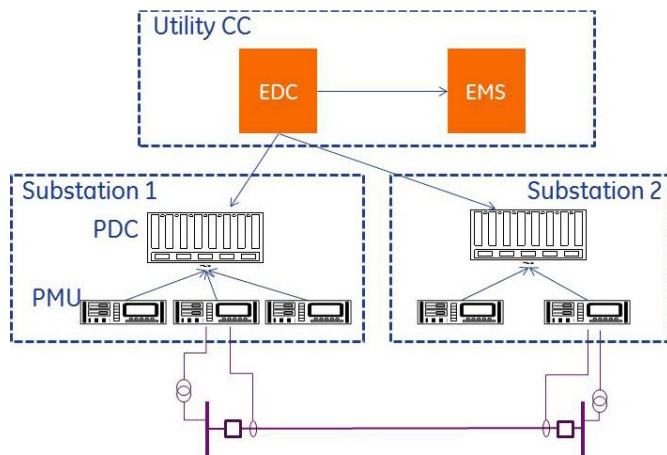 Utility CC
EDC
EMS
Substation 1
Substation 2
PDC
PMU